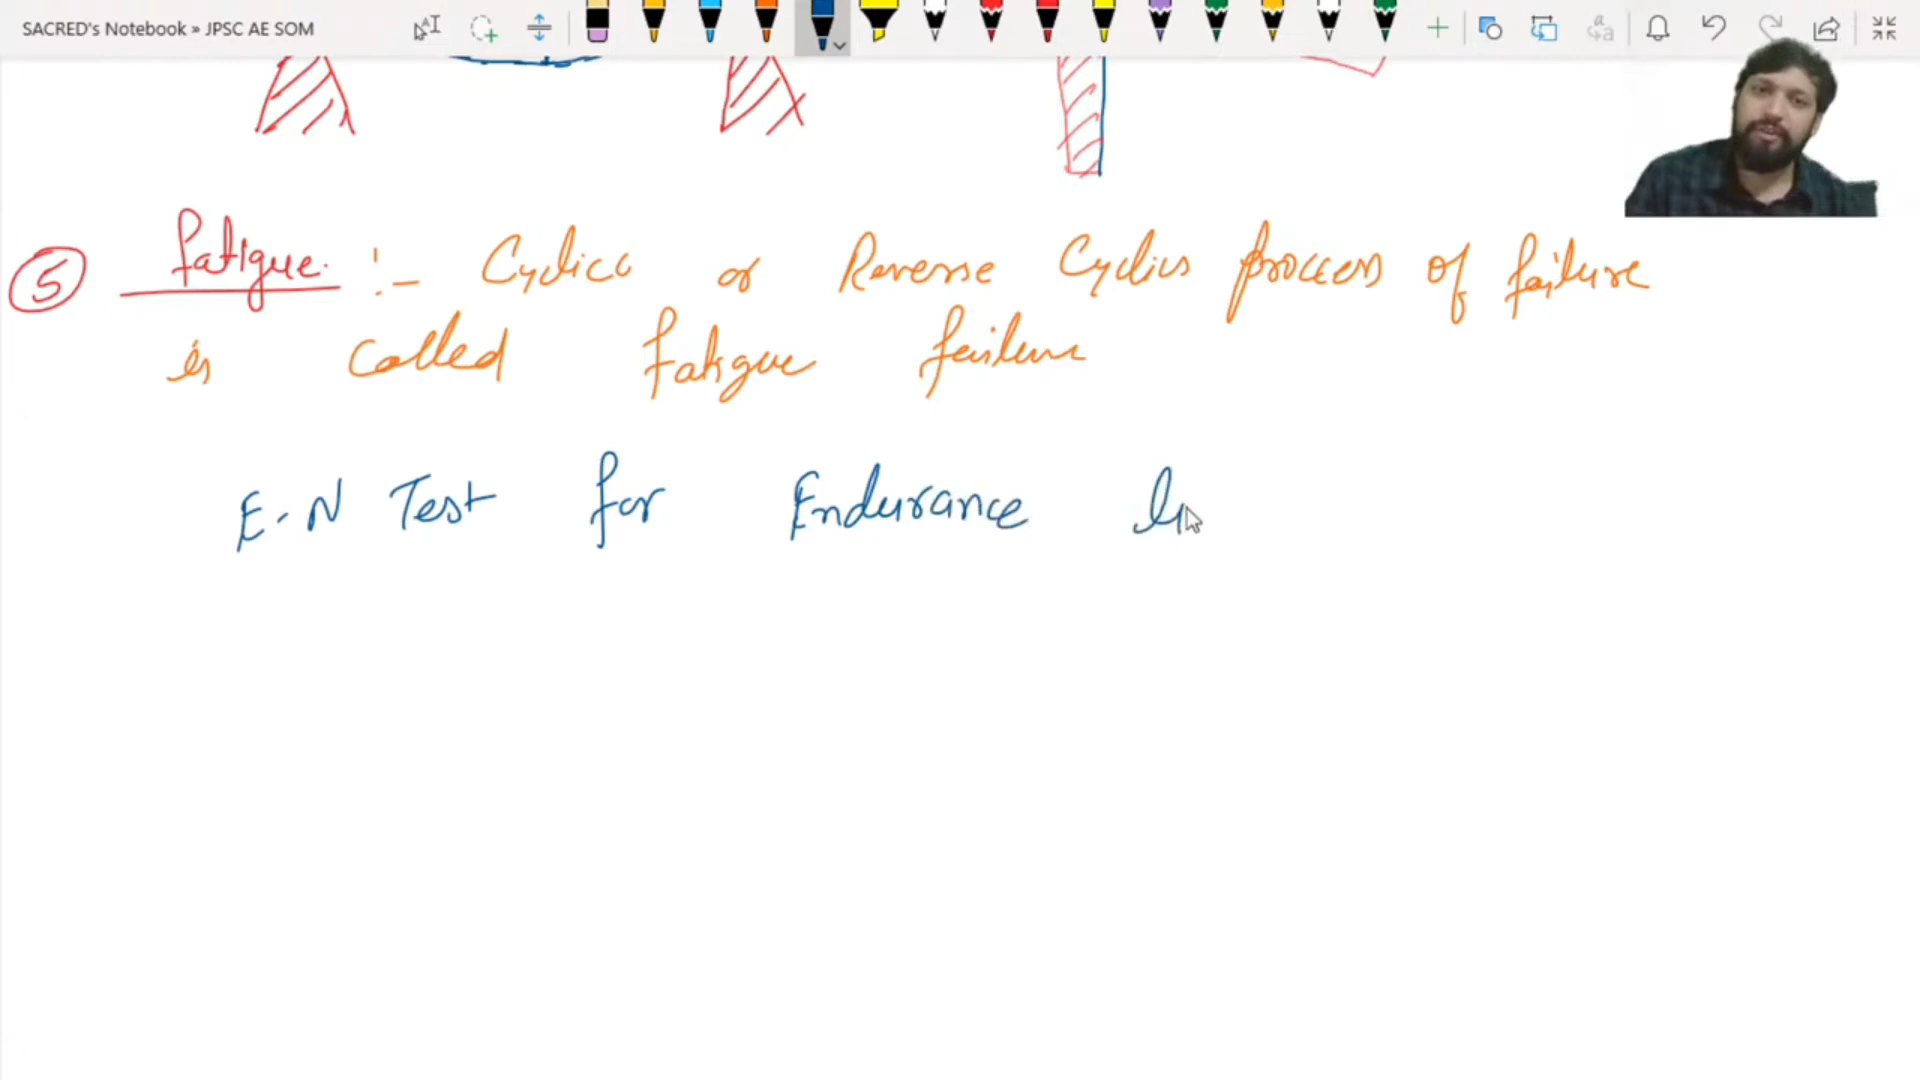 SACRED's Notebook » JPSC AE SOM
⑤ fatigue :- Cyclic or Reverse Cyclic process of failure
is called fatigue failure
E-N Test for Endurance li